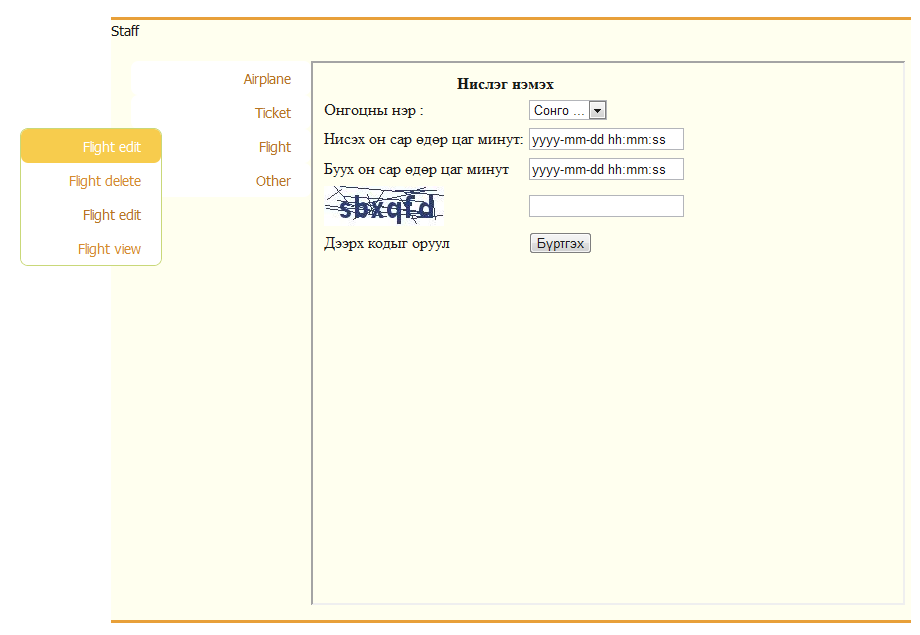 Staff
Airplane
Ticket
Flight
Other
Flight edit
Flight delete
Flight edit
Flight view
Нислэг нэмэх
Онгоцны нэр : Сонго ...
Нисэх он сар өдөр цаг минут: yyyy-mm-dd hh:mm:ss
Буух он сар өдөр цаг минут yyyy-mm-dd hh:mm:ss
sbxqfd
Дээрх кодыг оруул Бүртгэх